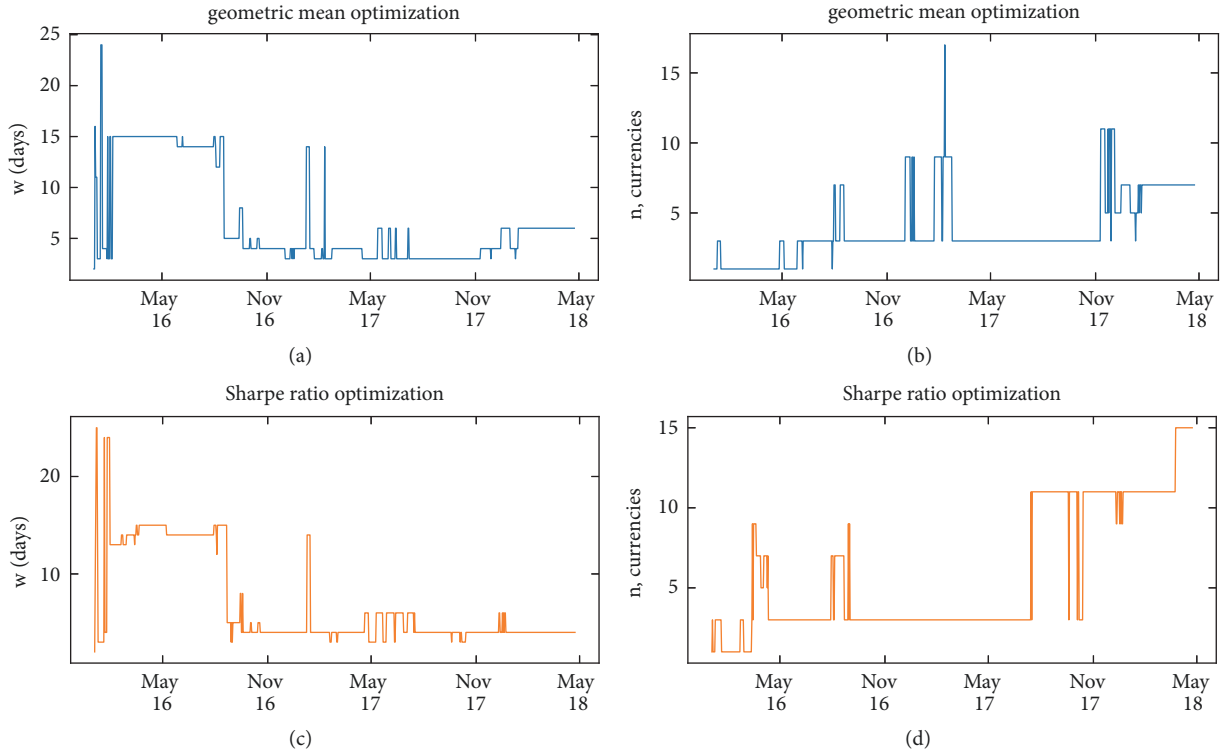 geometric mean optimization
25
20
15
10
5
w (days)
May
16
Nov
16
May
17
Nov
17
May
18
(a)
geometric mean optimization
15
10
5
n, currencies
May
16
Nov
16
May
17
Nov
17
May
18
(b)
Sharpe ratio optimization
20
10
w (days)
May
16
Nov
16
May
17
Nov
17
May
18
(c)
Sharpe ratio optimization
15
10
5
n, currencies
May
16
Nov
16
May
17
Nov
17
May
18
(d)